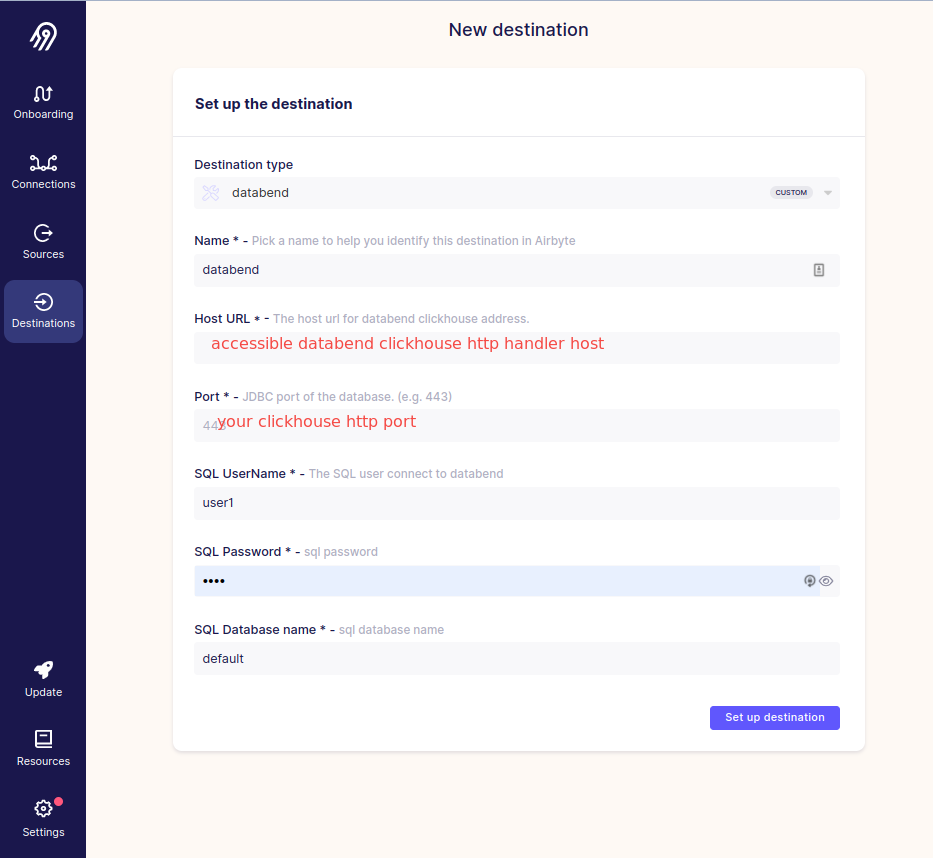 New destination
Onboarding
Connections
Sources
Destinations
Update
Resources
Settings
Set up the destination
Destination type
databend CUSTOM
Name * - Pick a name to help you identify this destination in Airbyte
databend
Host URL * - The host url for databend clickhouse address.
accessible databend clickhouse http handler host
Port * - JDBC port of the database. (e.g. 443)
443
your clickhouse http port
SQL UserName * - The SQL user connect to databend
user1
SQL Password * - sql password
••••
SQL Database name * - sql database name
default
Set up destination